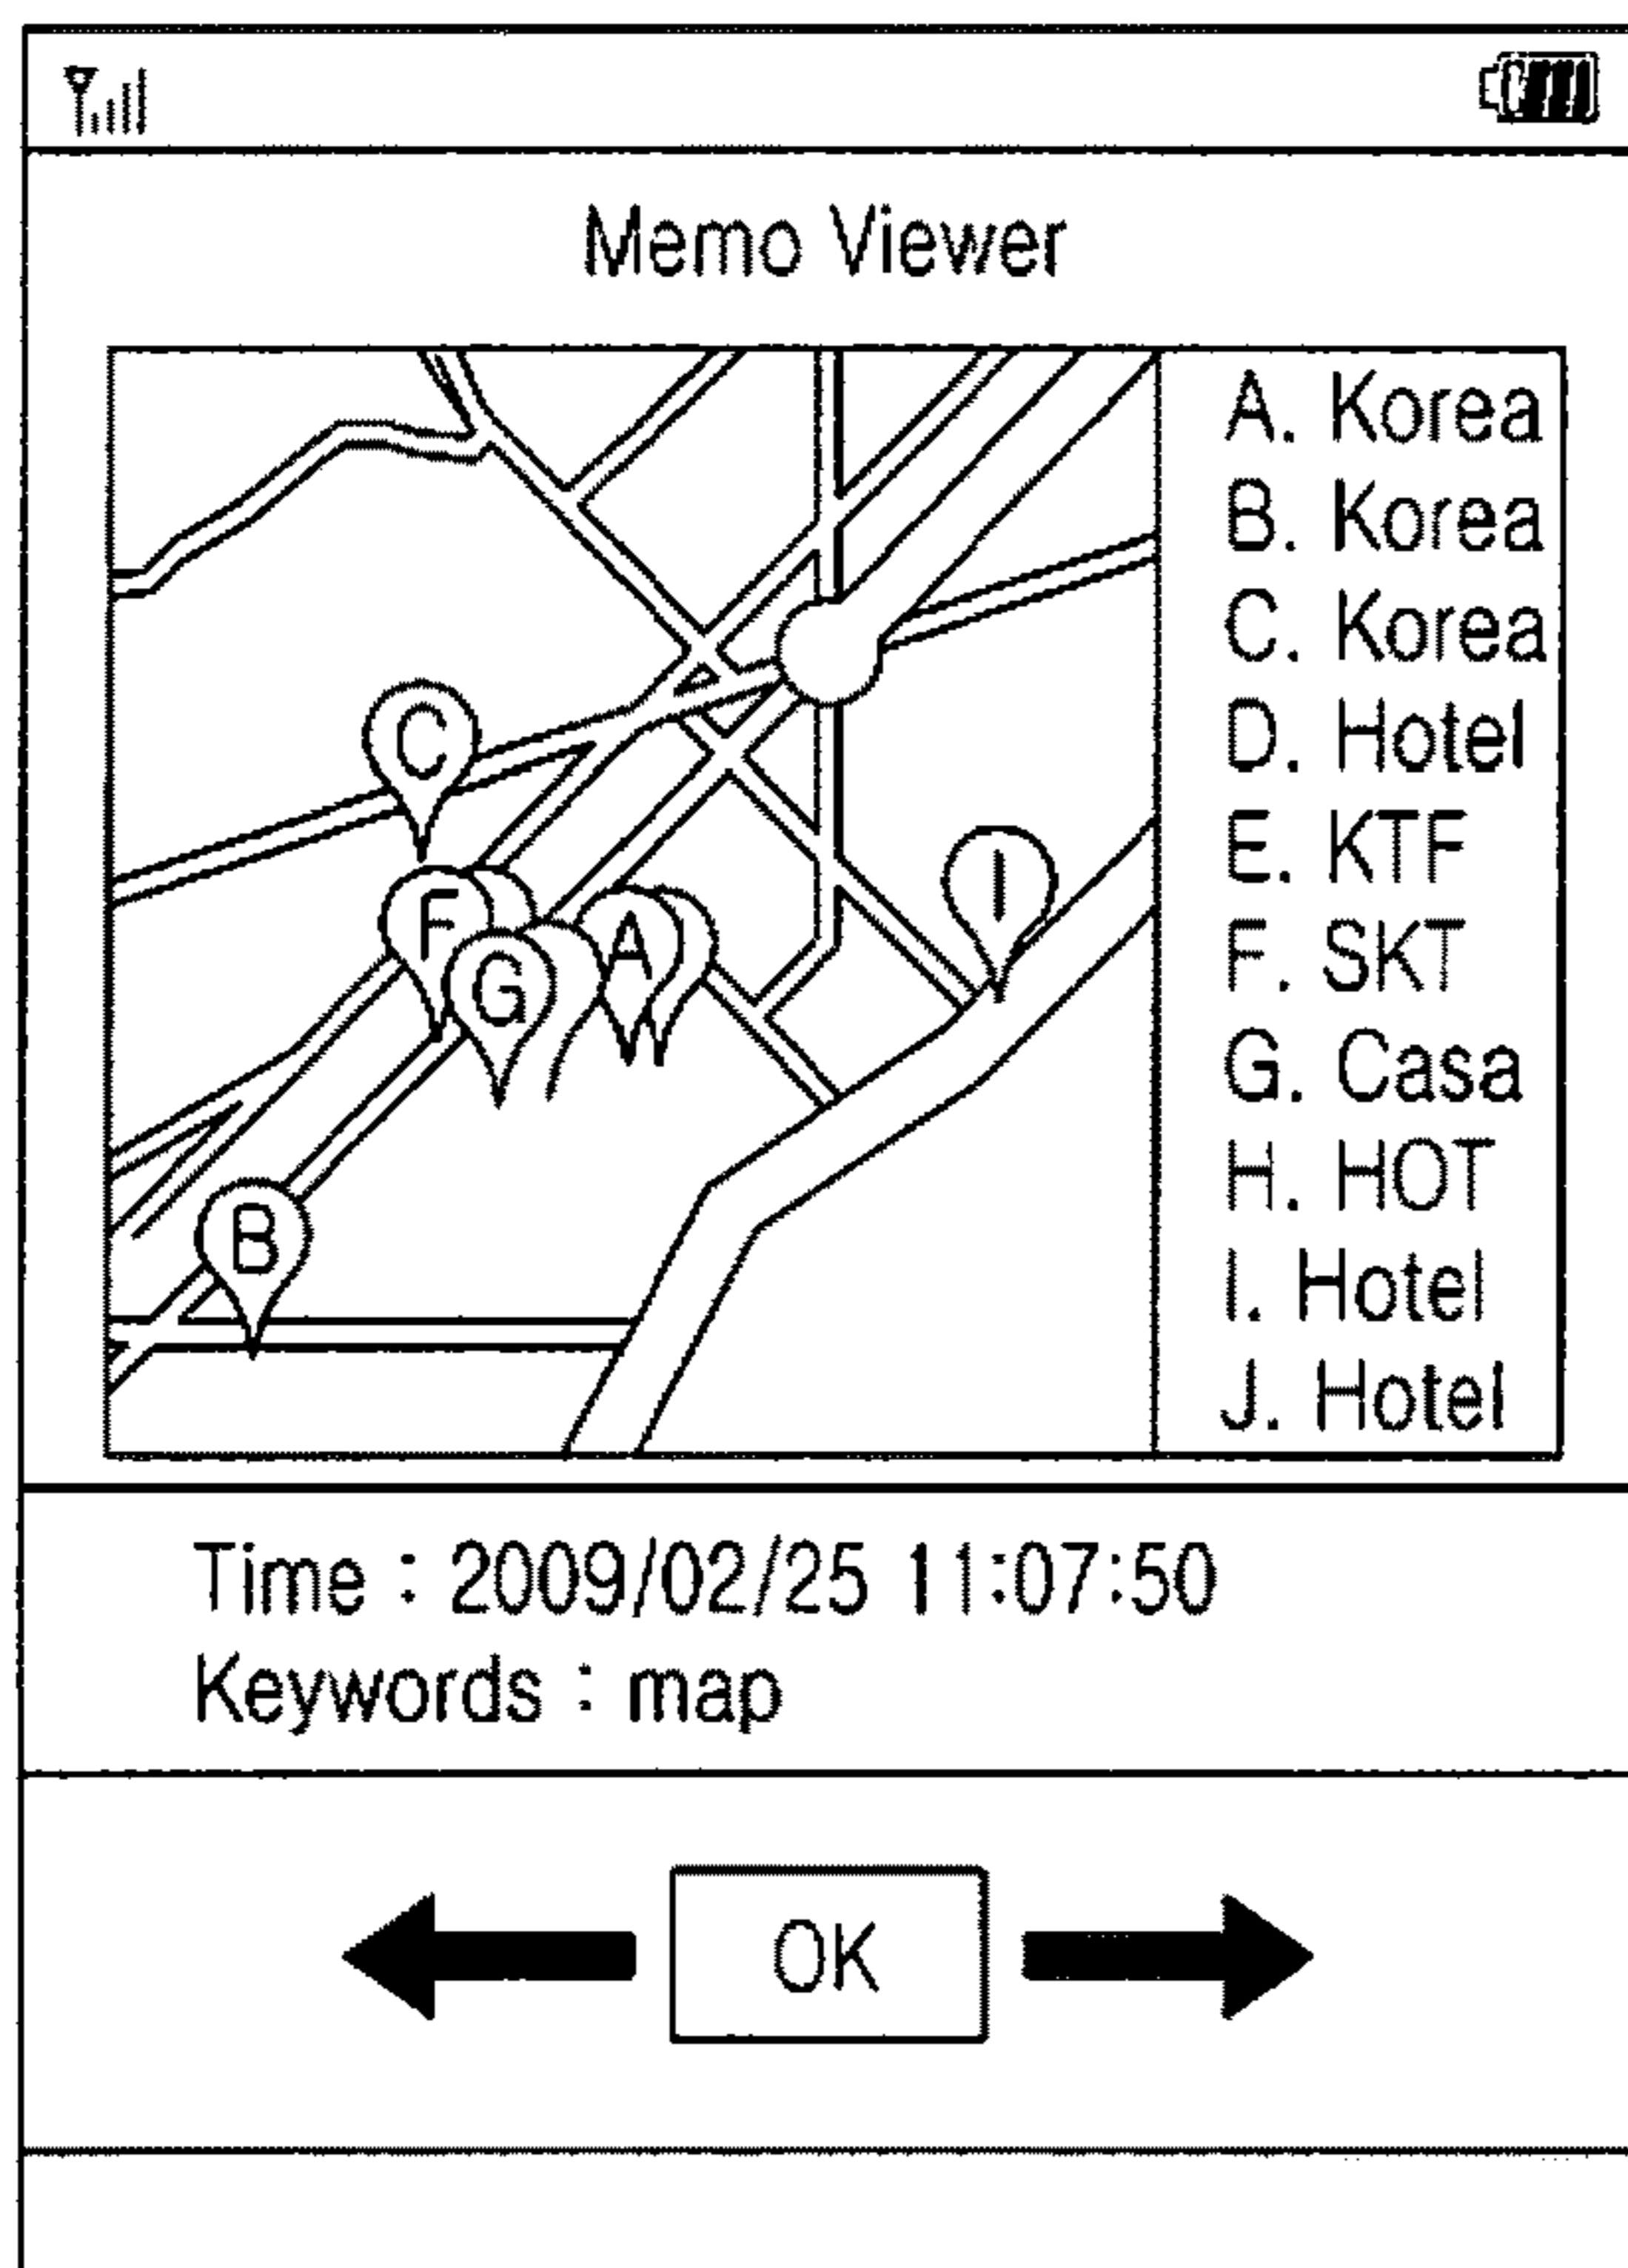 Memo Viewer
A. Korea
B. Korea
C. Korea
D. Hotel
E. KTF
F. SKT
G. Casa
H. HOT
I. Hotel
J. Hotel
C
I
F
A
G
B
Time : 2009/02/25 11:07:50
Keywords : map
OK